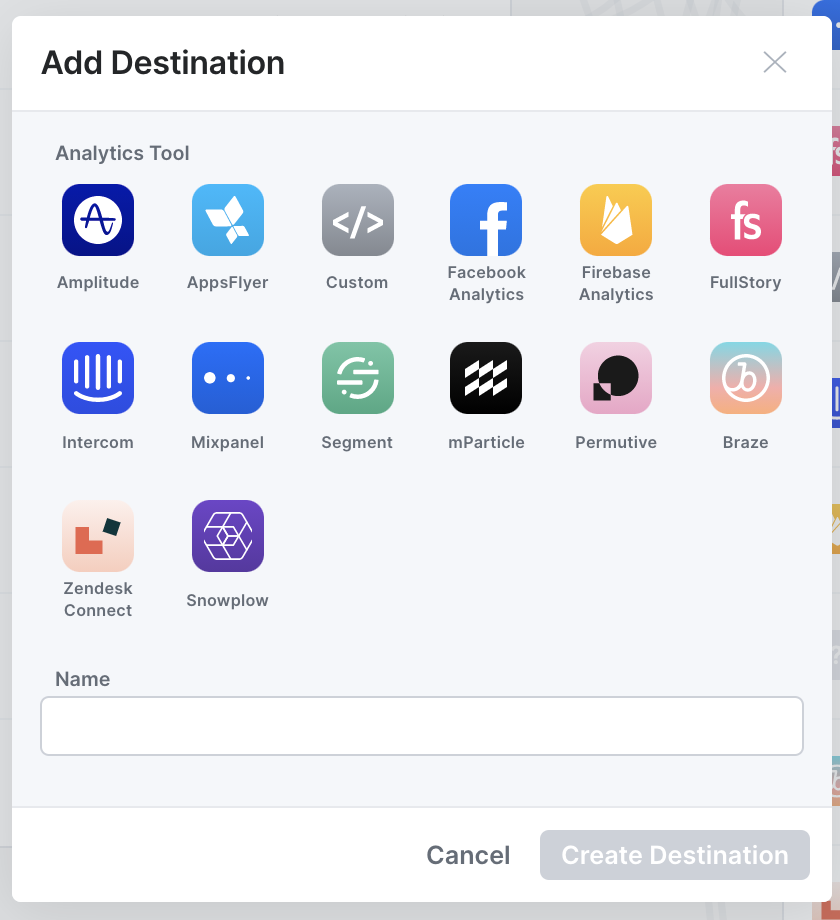 Add Destination
Analytics Tool
Amplitude
AppsFlyer
Custom
Facebook
Analytics
Firebase
Analytics
FullStory
Intercom
Mixpanel
Segment
mParticle
Permutive
Braze
Zendesk
Connect
Snowplow
Name
Cancel
Create Destination